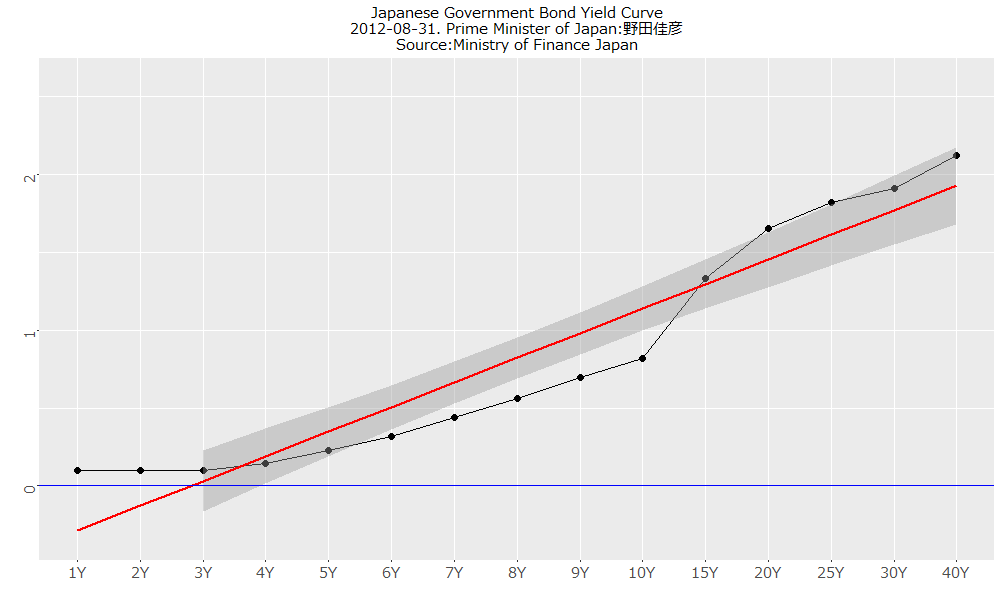 Japanese Government Bond Yield Curve
2012-08-31. Prime Minister of Japan:野田佳彦
Source:Ministry of Finance Japan
2
1
0
1Y 2Y 3Y 4Y 5Y 6Y 7Y 8Y 9Y 10Y 15Y 20Y 25Y 30Y 40Y